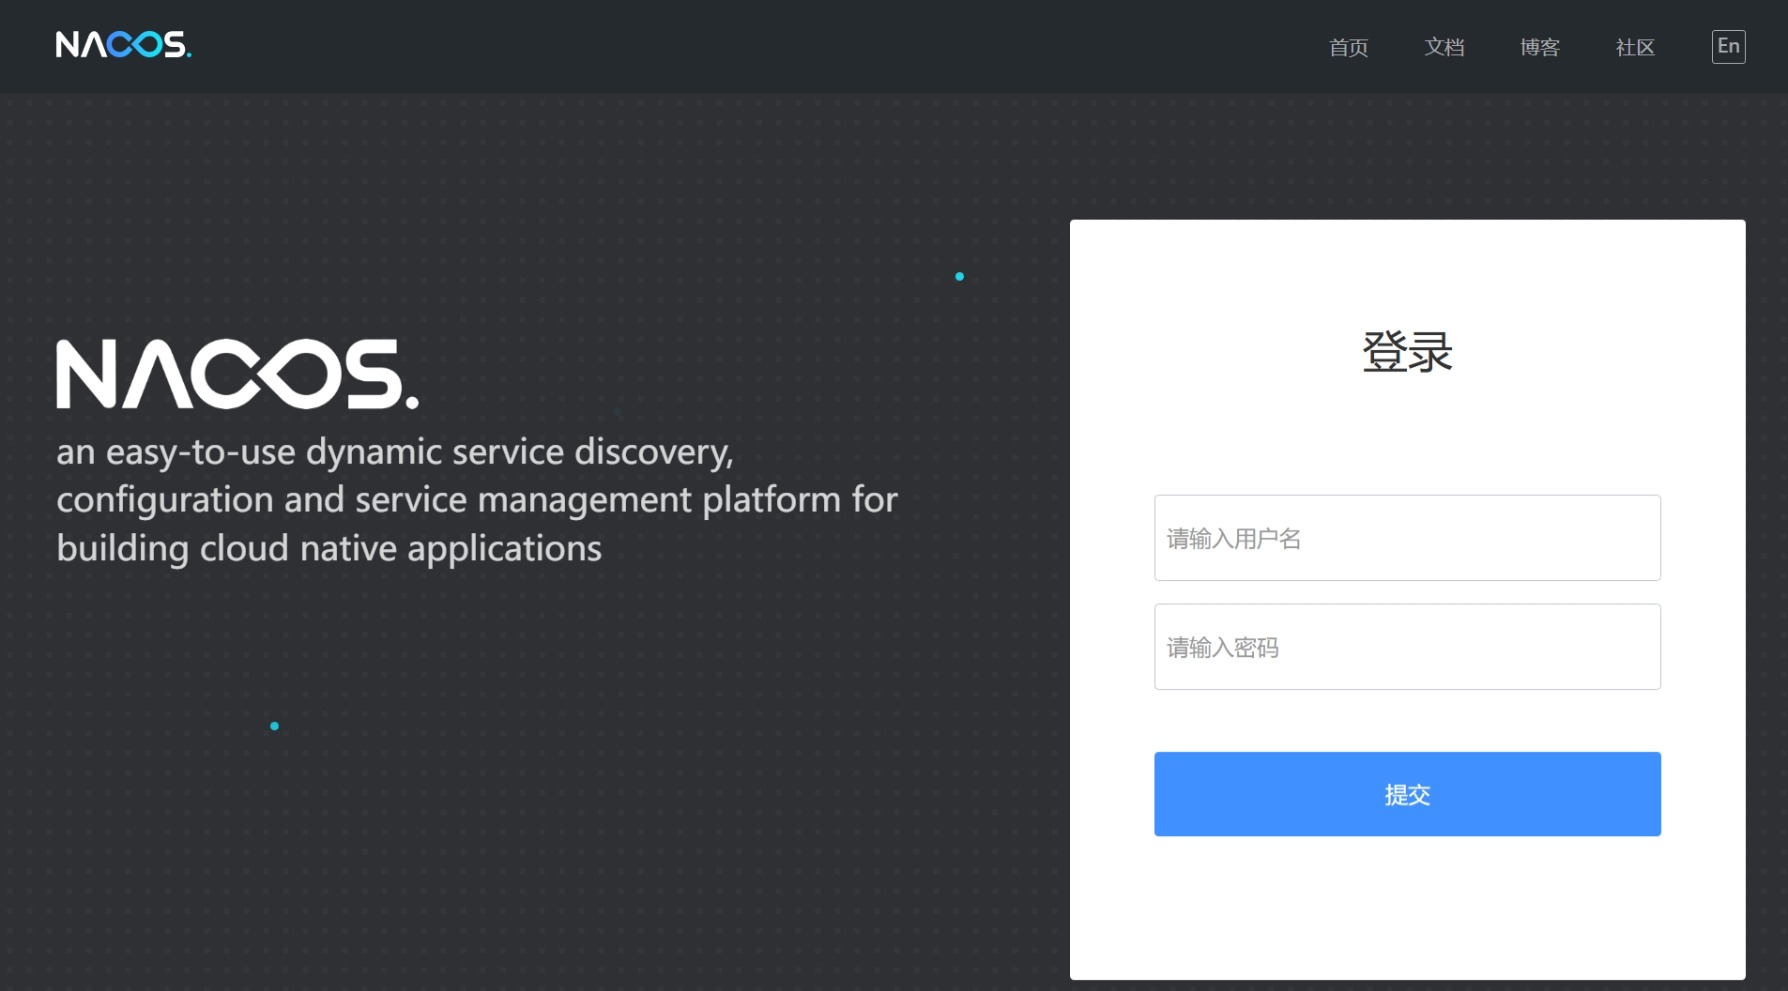 NACOS.
首页
文档
博客
社区
En
NACOS.
an easy-to-use dynamic service discovery,
configuration and service management platform for
building cloud native applications
登录
请输入用户名
请输入密码
提交